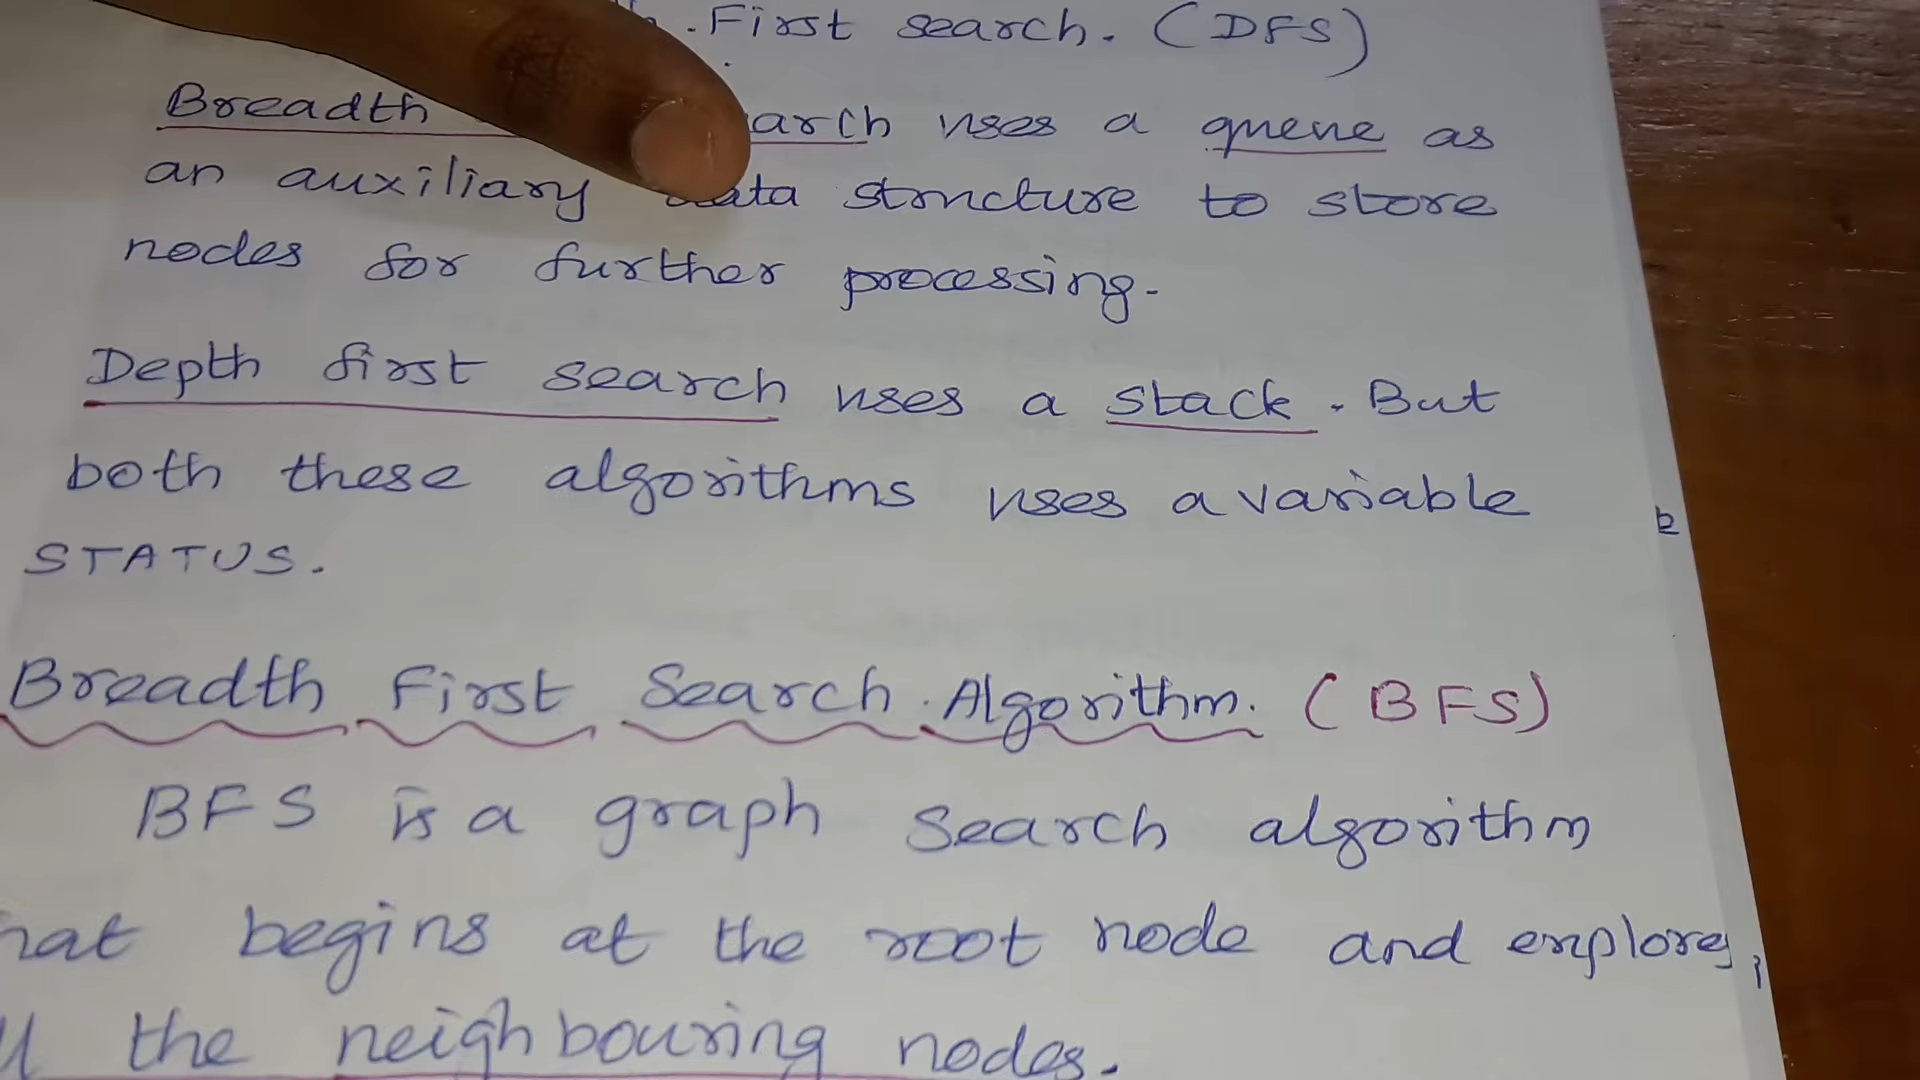 . First search. (DFS)
Breadth arch uses a queue as
an auxiliary data structure to store
nodes for further processing.
Depth first search uses a stack. But
both these algorithms uses a variable
STATUS.
Breadth First Search Algorithm. (BFS)
BFS is a graph search algorithm
hat begins at the root node and explores
the neighbouring nodes.